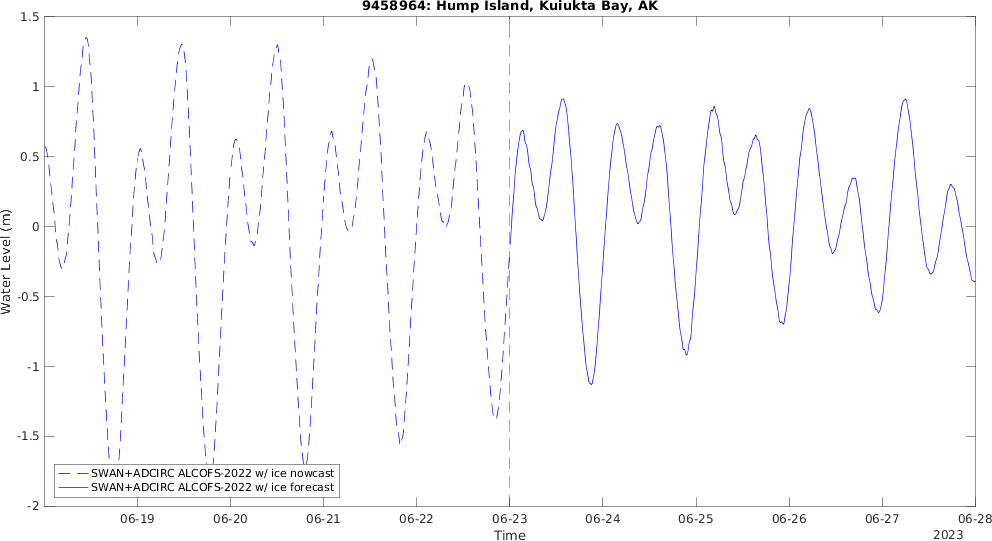 9458964: Hump Island, Kuiukta Bay, AK
Water Level (m)
1.5
1
0.5
0
-0.5
-1
-1.5
-2
SWAN+ADCIRC ALCOFS-2022 w/ ice nowcast
SWAN+ADCIRC ALCOFS-2022 w/ ice forecast
06-19 06-20 06-21 06-22 06-23 06-24 06-25 06-26 06-27 06-28
Time
2023